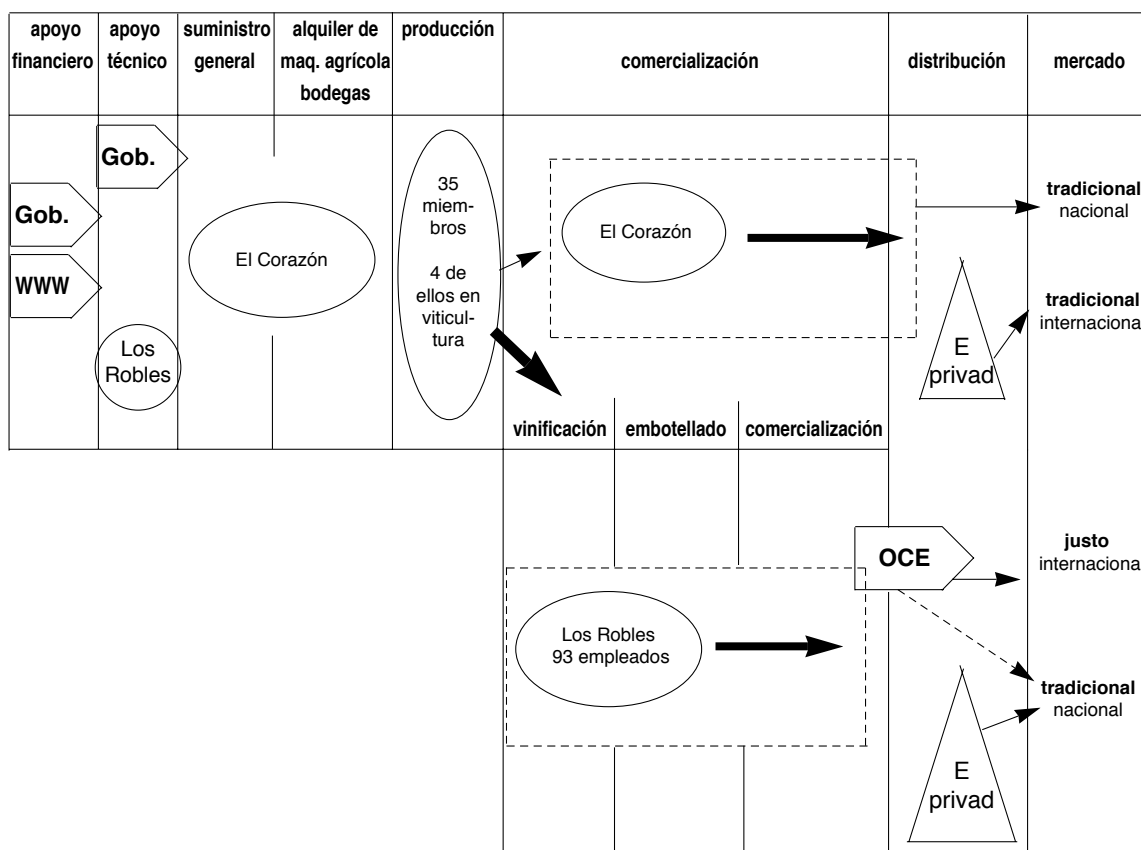 apoyo
financiero
apoyo
técnico
suministro
general
alquiler de
maq. agrícola
bodegas
producción
comercialización
distribución
mercado
Gob.
Gob.
WWW
Los
Robles
El Corazón
35
miem-
bros
4 de
ellos en
viticul-
tura
El Corazón
tradicional
nacional
tradicional
internaciona
E
privad
vinificación
embotellado
comercialización
OCE
justo
internaciona
Los Robles
93 empleados
tradicional
nacional
E
privad